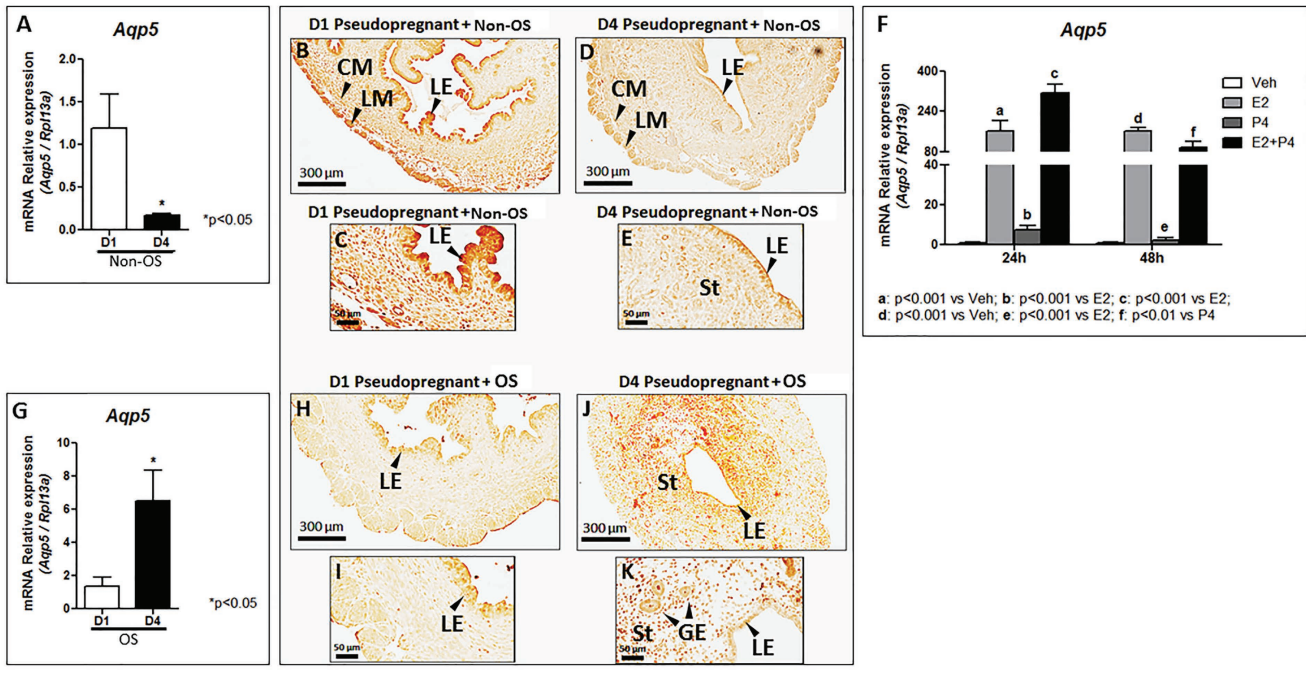 A
Aqp5
mRNA Relative expression
(Aqp5 / Rpl13a)
2.0
1.5
1.0
0.5
0.0
*
*p<0.05
D1
D4
Non-OS
D1 Pseudopregnant + Non-OS
B
CM
LM
LE
300 µm
D4 Pseudopregnant + Non-OS
D
LE
CM
LM
300 µm
D1 Pseudopregnant + Non-OS
C
LE
50 µm
D4 Pseudopregnant + Non-OS
E
LE
St
50 µm
F
Aqp5
mRNA Relative expression
(Aqp5 / Rpl13a)
400
240
80
40
20
0
a
b
c
d
e
f
24h
48h
Veh
E2
P4
E2+P4
a: p<0.001 vs Veh; b: p<0.001 vs E2; c: p<0.001 vs E2;
d: p<0.001 vs Veh; e: p<0.001 vs E2; f: p<0.01 vs P4
G
Aqp5
mRNA Relative expression
(Aqp5 / Rpl13a)
10
8
6
4
2
0
*
*p<0.05
D1
D4
OS
D1 Pseudopregnant + OS
H
LE
300 µm
D4 Pseudopregnant + OS
J
St
LE
300 µm
I
LE
50 µm
K
St
GE
LE
50 µm